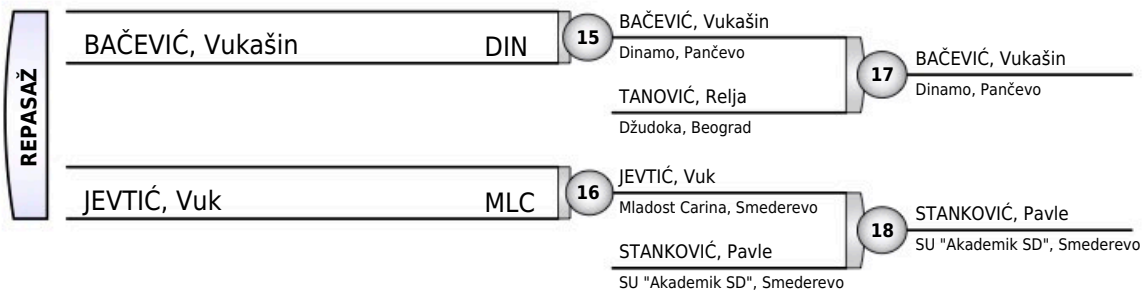 REPASAŽ
BAČEVIĆ, Vukašin DIN
15
BAČEVIĆ, Vukašin
Dinamo, Pančevo
TANOVIĆ, Relja
Džudoka, Beograd
17
BAČEVIĆ, Vukašin
Dinamo, Pančevo
JEVTIĆ, Vuk MLC
16
JEVTIĆ, Vuk
Mladost Carina, Smederevo
STANKOVIĆ, Pavle
SU "Akademik SD", Smederevo
18
STANKOVIĆ, Pavle
SU "Akademik SD", Smederevo